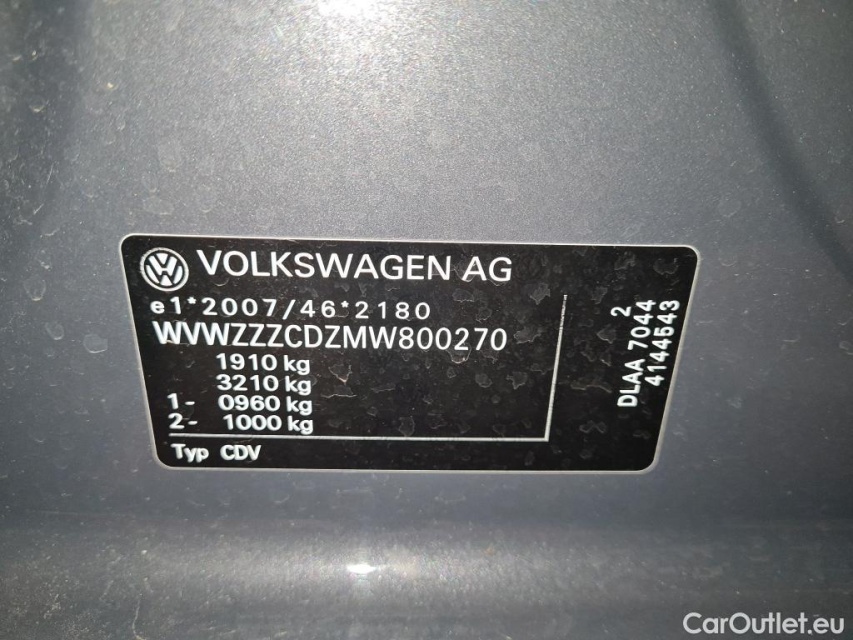 VOLKSWAGEN AG
e1*2007/46*2180
WVWZZZCDZMW800270
1910 kg
3210 kg
1- 0960 kg
2- 1000 kg
Typ CDV
2
DLAA 7044
4144543
CarOutlet.eu